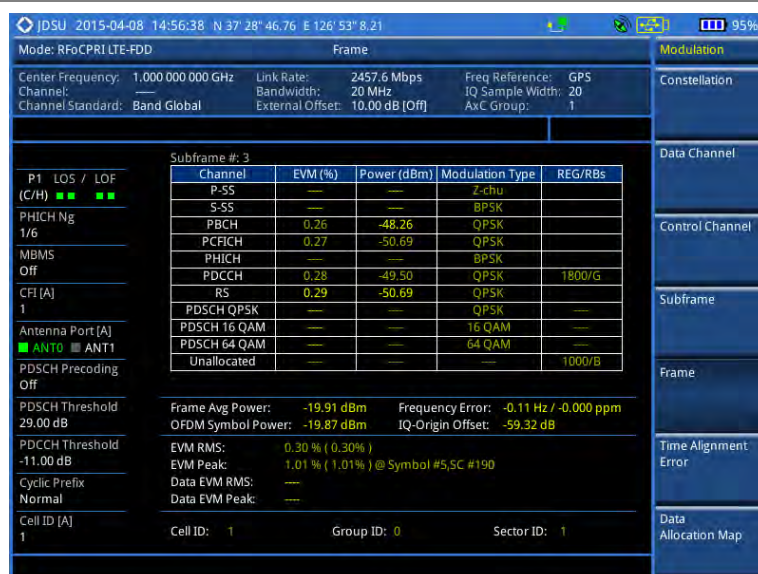 JDSU 2015-04-08 14:56:38 N 37' 28" 46.76 E 126' 53" 8.21 95%
Mode: RFoCPRI LTE-FDD Frame Modulation
Center Frequency: 1.000 000 000 GHz Link Rate: 2457.6 Mbps Freq Reference: GPS
Channel: ---- Bandwidth: 20 MHz IQ Sample Width: 20
Channel Standard: Band Global External Offset: 10.00 dB [Off] AxC Group: 1
Constellation
Data Channel
Control Channel
Subframe
Frame
Time Alignment
Error
Data
Allocation Map
P1 LOS / LOF
(C/H)
PHICH Ng
1/6
MBMS
Off
CFI [A]
1
Antenna Port [A]
ANT0 ANT1
PDSCH Precoding
Off
PDSCH Threshold
29.00 dB
PDCCH Threshold
-11.00 dB
Cyclic Prefix
Normal
Cell ID [A]
1
Subframe #: 3
Channel EVM (%) Power (dBm) Modulation Type REG/RBs
P-SS ---- ---- Z-chu
S-SS ---- ---- BPSK
PBCH 0.26 -48.26 QPSK
PCFICH 0.27 -50.69 QPSK
PHICH ---- ---- BPSK
PDCCH 0.28 -49.50 QPSK 1800/G
RS 0.29 -50.69 QPSK
PDSCH QPSK ---- ---- QPSK ----
PDSCH 16 QAM ---- ---- 16 QAM ----
PDSCH 64 QAM ---- ---- 64 QAM ----
Unallocated ---- ---- ---- 1000/B
Frame Avg Power: -19.91 dBm Frequency Error: -0.11 Hz / -0.000 ppm
OFDM Symbol Power: -19.87 dBm IQ-Origin Offset: -59.32 dB
EVM RMS: 0.30 % ( 0.30% )
EVM Peak: 1.01 % ( 1.01% ) @ Symbol #5,SC #190
Data EVM RMS: ----
Data EVM Peak: ----
Cell ID: 1 Group ID: 0 Sector ID: 1